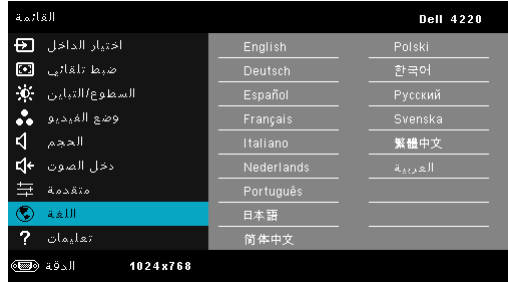 القائمة
Dell 4220
اختيار الداخل
ضبط تلقائي
السطوع/التباين
وضع الفيديو
الحجم
دخل الصوت
متقدمة
اللغة
تعليمات
English
Deutsch
Español
Français
Italiano
Nederlands
Português
日本語
简体中文
Polski
한국어
Русский
Svenska
繁體中文
العربية
الدقة 1024x768